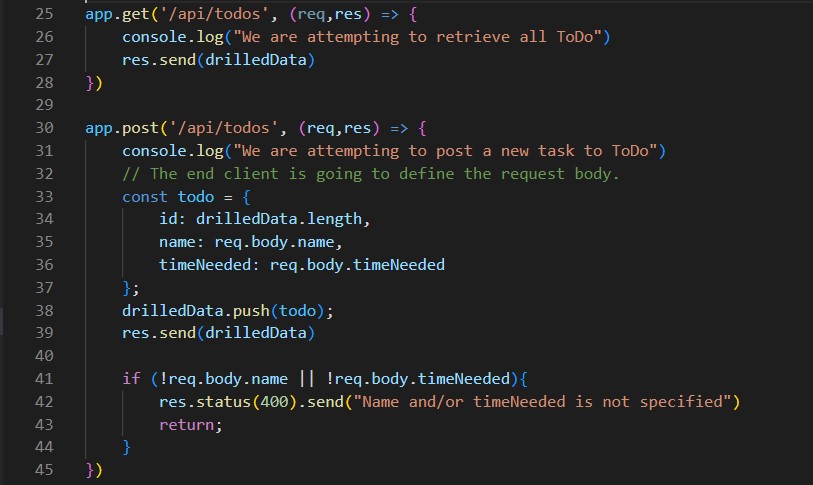 25 app.get('/api/todos', (req,res) => {
26     console.log("We are attempting to retrieve all ToDo")
27     res.send(drilledData)
28 })
29
30 app.post('/api/todos', (req,res) => {
31     console.log("We are attempting to post a new task to ToDo")
32     // The end client is going to define the request body.
33     const todo = {
34         id: drilledData.length,
35         name: req.body.name,
36         timeNeeded: req.body.timeNeeded
37     };
38     drilledData.push(todo);
39     res.send(drilledData)
40
41     if (!req.body.name || !req.body.timeNeeded){
42         res.status(400).send("Name and/or timeNeeded is not specified")
43         return;
44     }
45 })